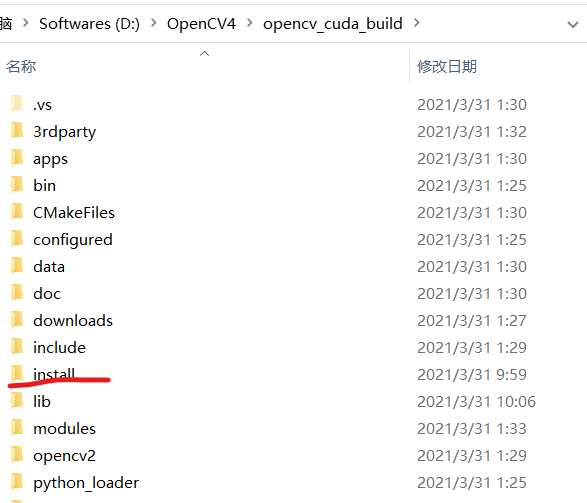 脑 > Softwares (D:) > OpenCV4 > opencv_cuda_build >
名称 修改日期
.vs 2021/3/31 1:30
3rdparty 2021/3/31 1:32
apps 2021/3/31 1:30
bin 2021/3/31 1:25
CMakeFiles 2021/3/31 1:30
configured 2021/3/31 1:25
data 2021/3/31 1:30
doc 2021/3/31 1:30
downloads 2021/3/31 1:27
include 2021/3/31 1:29
install 2021/3/31 9:59
lib 2021/3/31 10:06
modules 2021/3/31 1:33
opencv2 2021/3/31 1:29
python_loader 2021/3/31 1:25